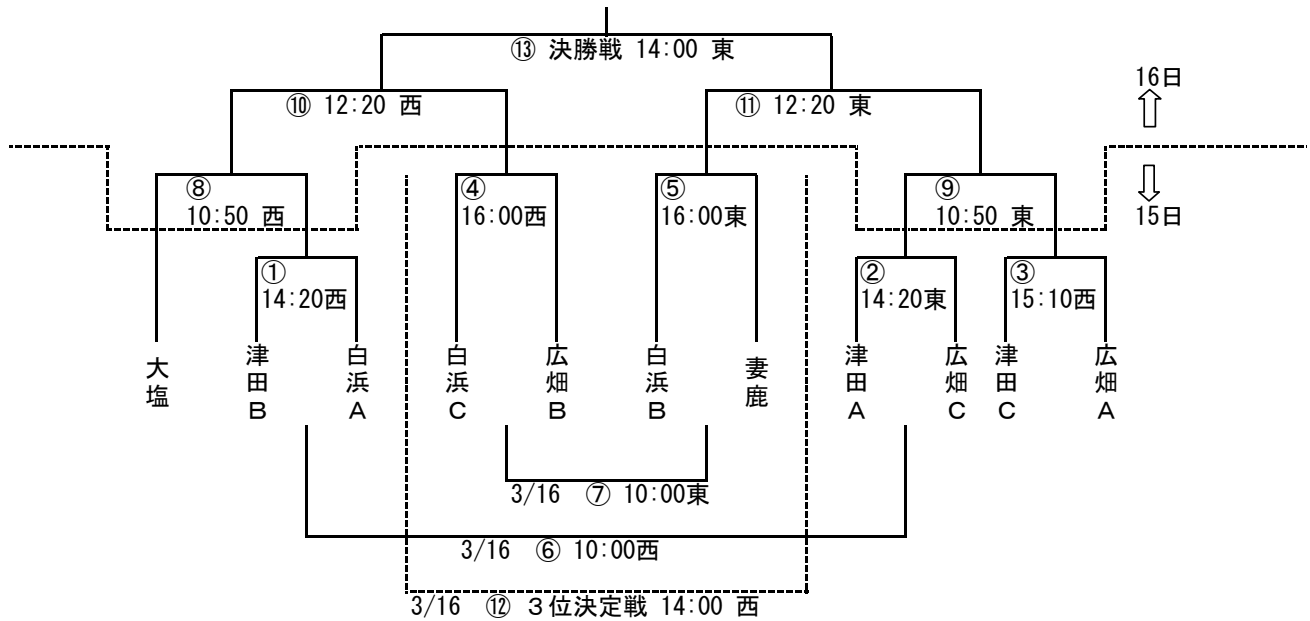 ⑬ 決勝戦 14:00 東
16日
⑩ 12:20 西
⑪ 12:20 東
⑧
10:50 西
④
16:00西
⑤
16:00東
⑨
10:50 東
15日
①
14:20西
②
14:20東
③
15:10西
大塩
津田B
白浜A
白浜C
広畑B
白浜B
妻鹿
津田A
広畑C
津田C
広畑A
3/16 ⑦ 10:00東
3/16 ⑥ 10:00西
3/16 ⑫ 3位決定戦 14:00 西